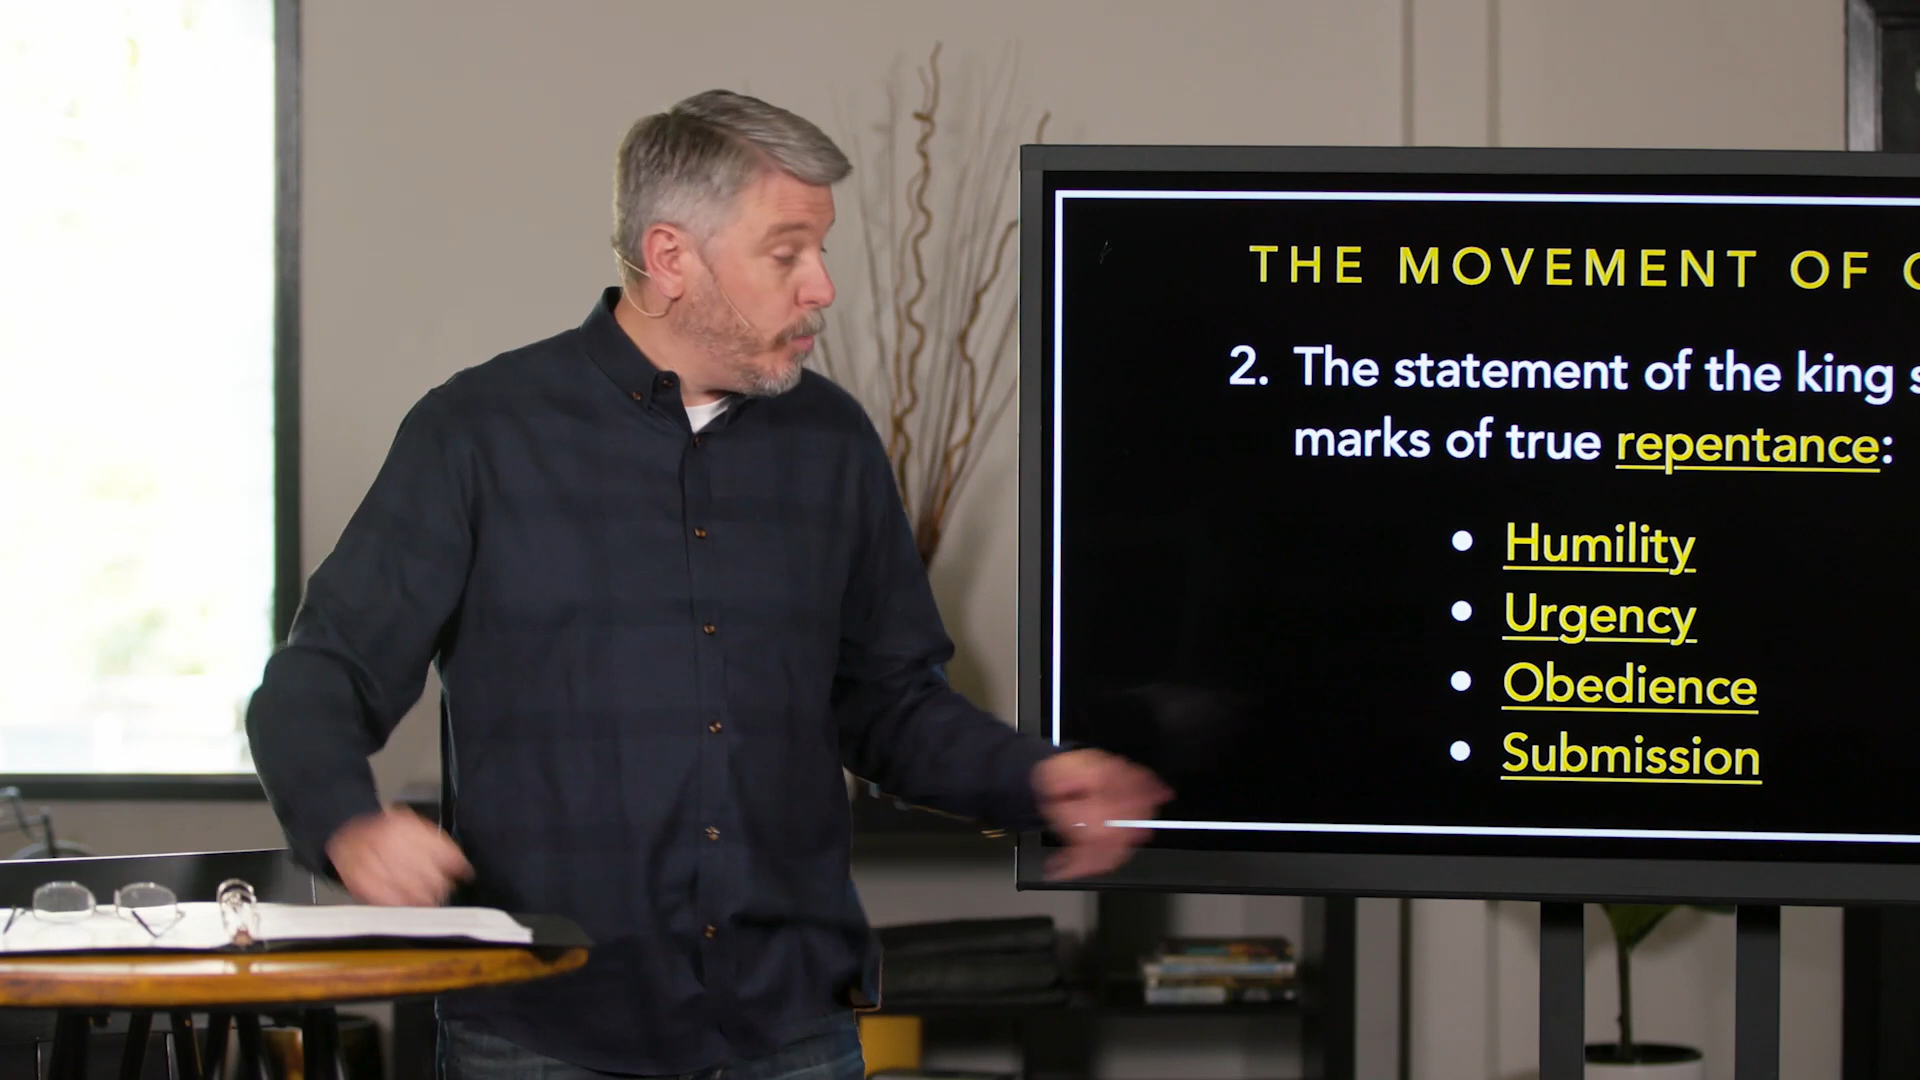 THE MOVEMENT OF
2. The statement of the king
marks of true repentance:
• Humility
• Urgency
• Obedience
• Submission